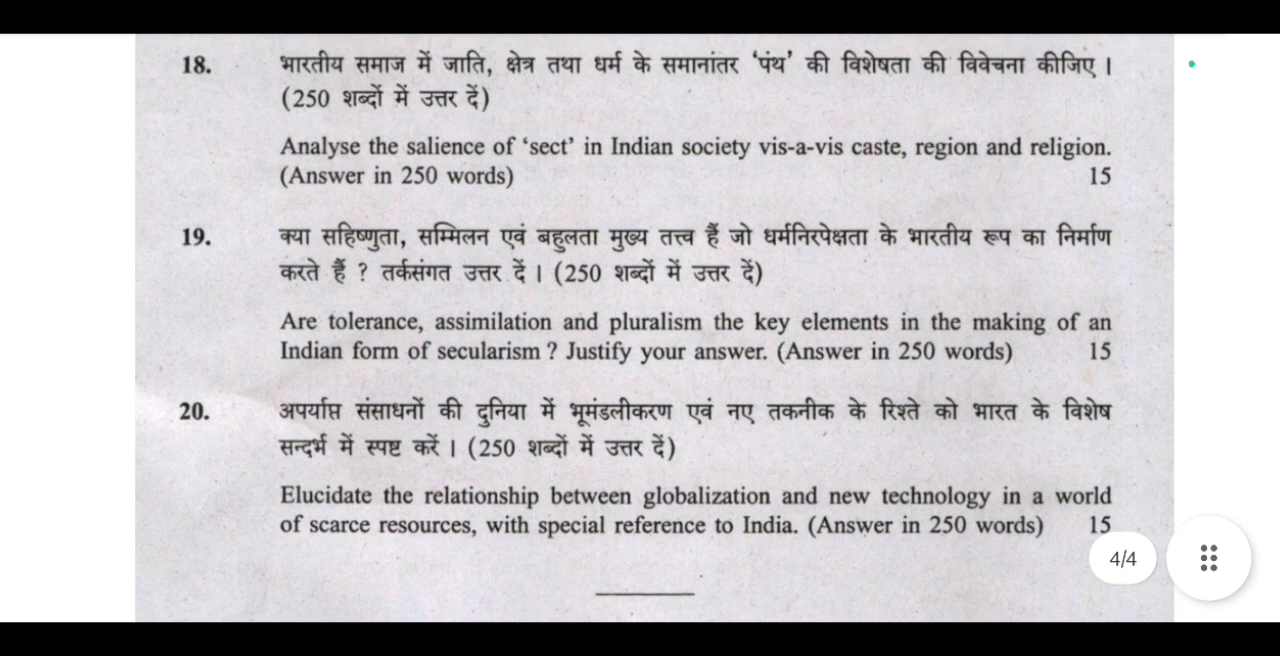 18. भारतीय समाज में जाति, क्षेत्र तथा धर्म के समानांतर ‘पंथ’ की विशेषता की विवेचना कीजिए ।
(250 शब्दों में उत्तर दें)
Analyse the salience of ‘sect’ in Indian society vis-a-vis caste, region and religion.
(Answer in 250 words) 15
19. क्या सहिष्णुता, सम्मिलन एवं बहुलता मुख्य तत्त्व हैं जो धर्मनिरपेक्षता के भारतीय रूप का निर्माण
करते हैं ? तर्कसंगत उत्तर दें । (250 शब्दों में उत्तर दें)
Are tolerance, assimilation and pluralism the key elements in the making of an
Indian form of secularism ? Justify your answer. (Answer in 250 words) 15
20. अपर्याप्त संसाधनों की दुनिया में भूमंडलीकरण एवं नए तकनीक के रिश्ते को भारत के विशेष
सन्दर्भ में स्पष्ट करें । (250 शब्दों में उत्तर दें)
Elucidate the relationship between globalization and new technology in a world
of scarce resources, with special reference to India. (Answer in 250 words) 15
4/4